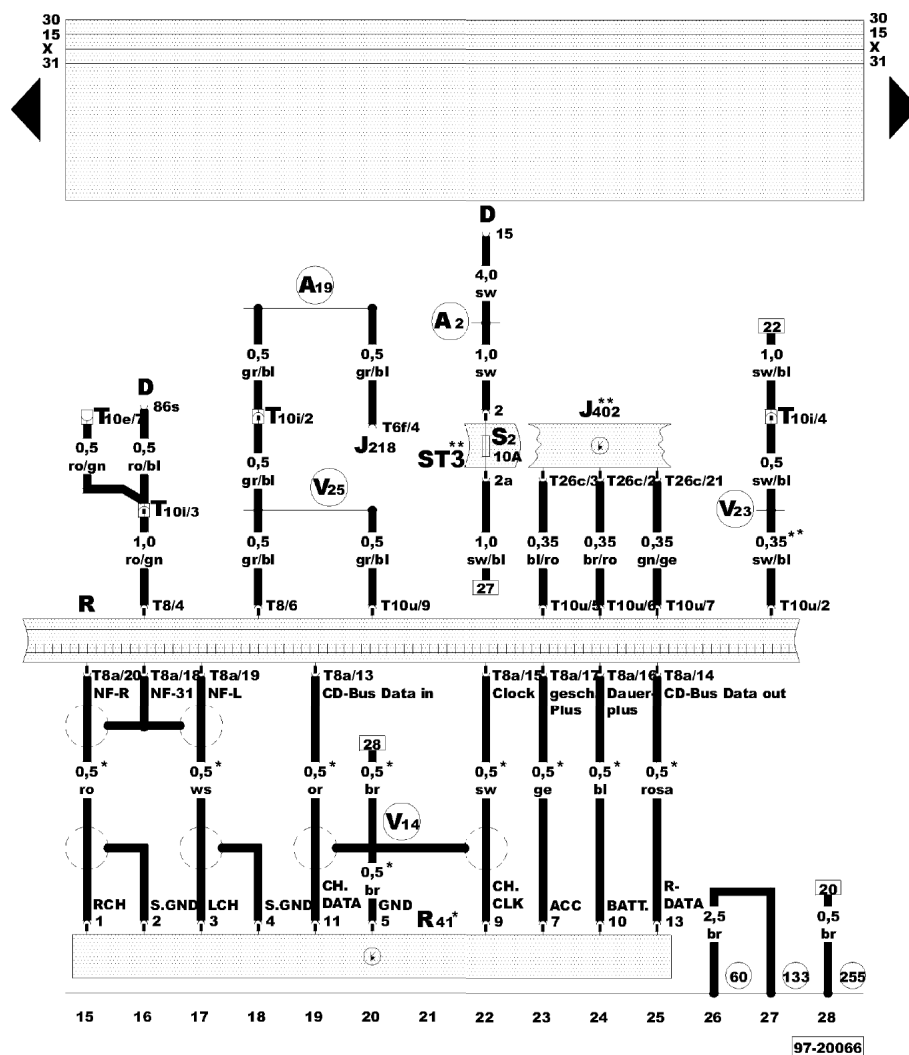 30 30
15 15
X X
31 31
D
15
4,0
sw
A19
A2
22
0,5 0,5 1,0 1,0
gr/bl gr/bl sw sw/bl
D
86s
2
J402**
T10e/7 T10i/2 T6f/4 T10i/4
J218
ST3** S2
10A
0,5 0,5 0,5 0,5
ro/gn ro/bl gr/bl sw/bl
2a T26c/3 T26c/2 T26c/21
V25 V23
T10i/3
1,0 0,5 0,5 1,0 0,35 0,35 0,35 0,35**
ro/gn gr/bl gr/bl sw/bl bl/ro br/ro gn/ge sw/bl
27
R T8/4 T8/6 T10u/9 T10u/5 T10u/6 T10u/7 T10u/2
T8a/20 T8a/18 T8a/19 T8a/13 T8a/15 T8a/17 T8a/16 T8a/14
NF-R NF-31 NF-L CD-Bus Data in Clock gesch. Dauer- CD-Bus Data out
Plus plus
28
0,5* 0,5* 0,5* 0,5* 0,5* 0,5* 0,5* 0,5*
ro ws or br sw ge bl rosa
V14
0,5*
br
CH. CH. R- 20
RCH S.GND LCH S.GND DATA GND R41* CLK ACC BATT. DATA 2,5 0,5
1 2 3 4 11 5 9 7 10 13 br br
60 133 255
15 16 17 18 19 20 21 22 23 24 25 26 27 28
97-20066